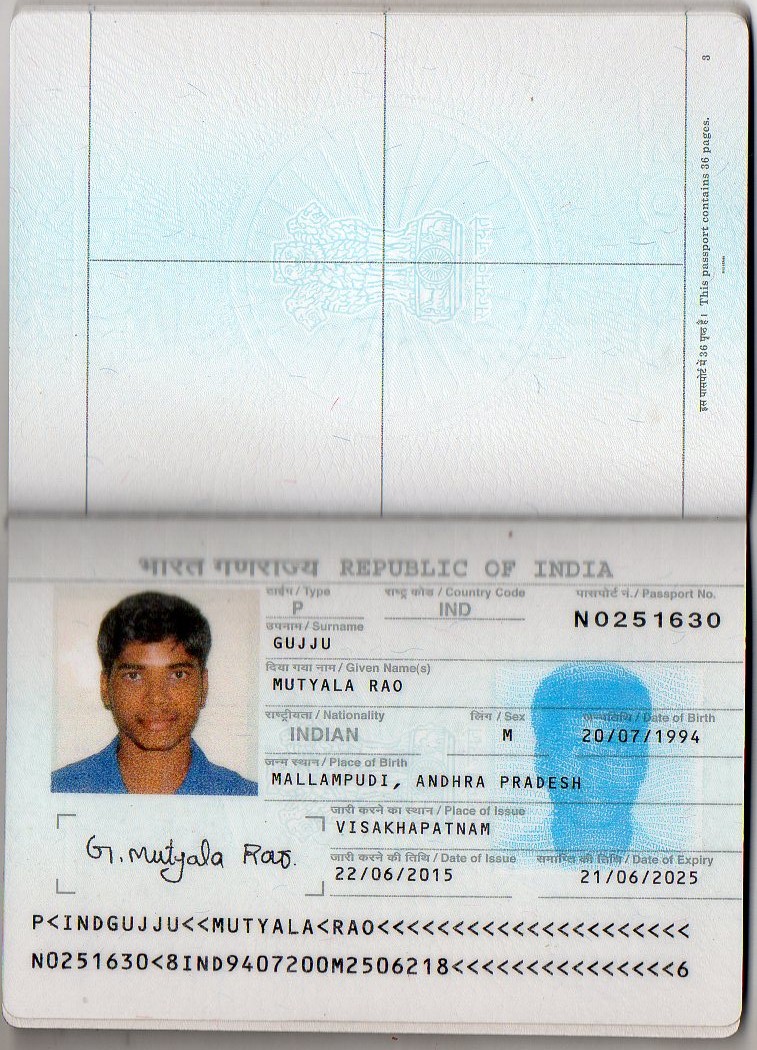 3
इस पासपोर्ट में 36 पृष्ठ हैं। This passport contains 36 pages.
भारत गणराज्य REPUBLIC OF INDIA
टाईप / Type राष्ट्र कोड / Country Code पासपोर्ट नं. / Passport No.
P IND N0251630
उपनाम / Surname
GUJJU
दिया गया नाम / Given Name(s)
MUTYALA RAO
राष्ट्रीयता / Nationality लिंग / Sex जन्मतिथि / Date of Birth
INDIAN M 20/07/1994
जन्म स्थान / Place of Birth
MALLAMPUDI, ANDHRA PRADESH
जारी करने का स्थान / Place of Issue
VISAKHAPATNAM
G. Mutyala Rao.
जारी करने की तिथि / Date of Issue समाप्ति की तिथि / Date of Expiry
22/06/2015 21/06/2025
P<INDGUJJU<<MUTYALA<RAO<<<<<<<<<<<<<<<<<<<<<
N0251630<8IND9407200M2506218<<<<<<<<<<<<<<<6